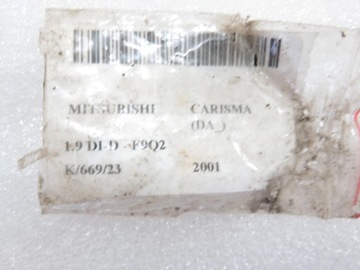 MITSUBISHI CARISMA
(DA_)
1.9 DI-D - F9Q2
K/669/23 2001